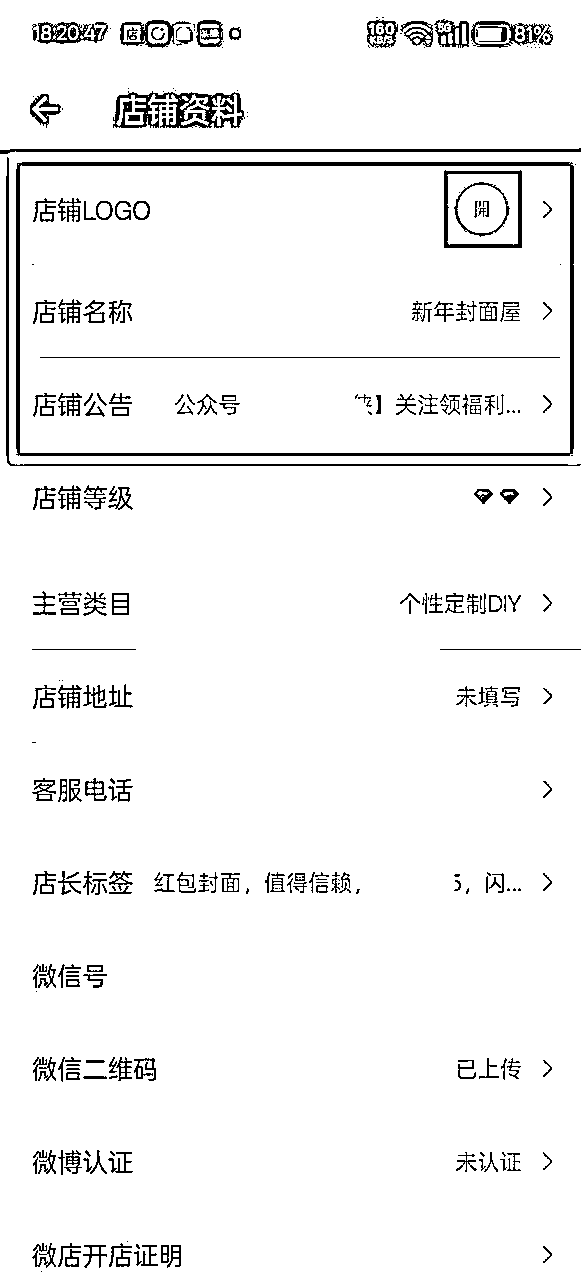 18:20:47 81%
店铺资料
店铺LOGO 開
店铺名称 新年封面屋
店铺公告 公众号 】关注领福利...
店铺等级
主营类目 个性定制DIY
店铺地址 未填写
客服电话
店长标签 红包封面，值得信赖， 5，闪...
微信号
微信二维码 已上传
微博认证 未认证
微店开店证明